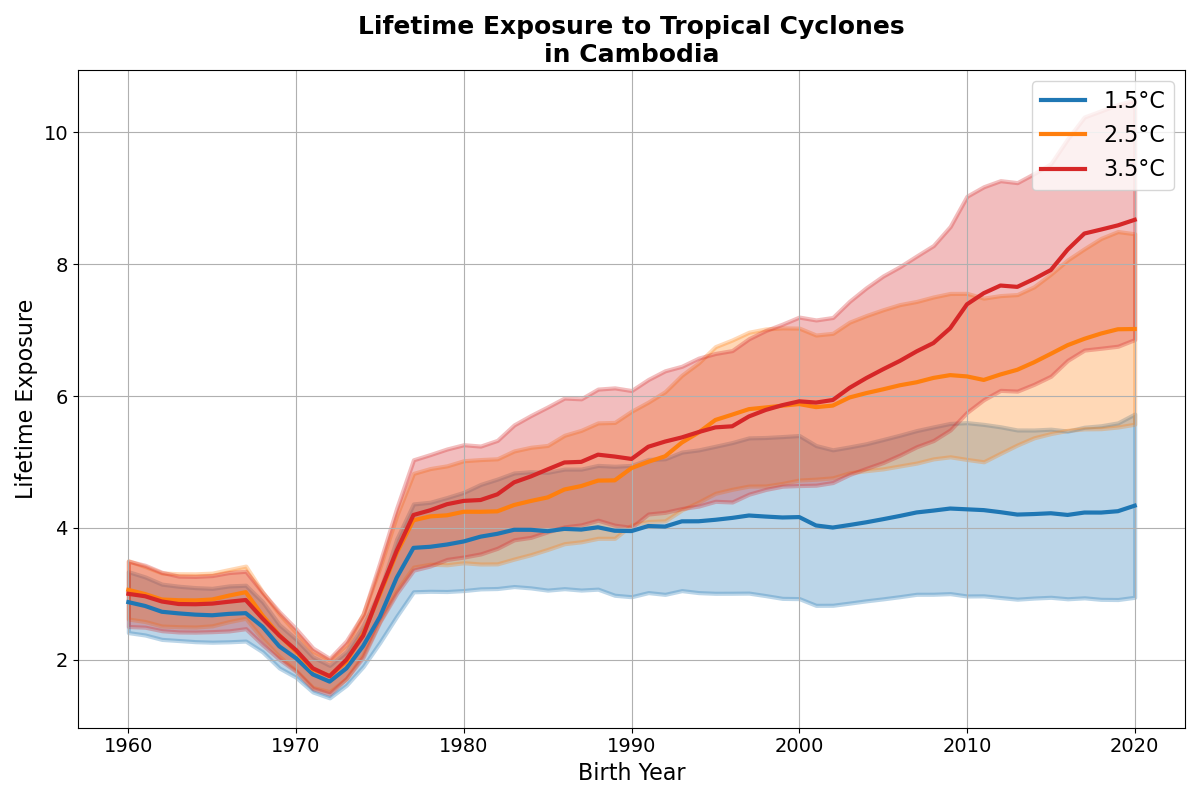 Lifetime Exposure to Tropical Cyclones
in Cambodia
1.5°C
2.5°C
3.5°C
Lifetime Exposure
10
8
6
4
2
1960 1970 1980 1990 2000 2010 2020
Birth Year